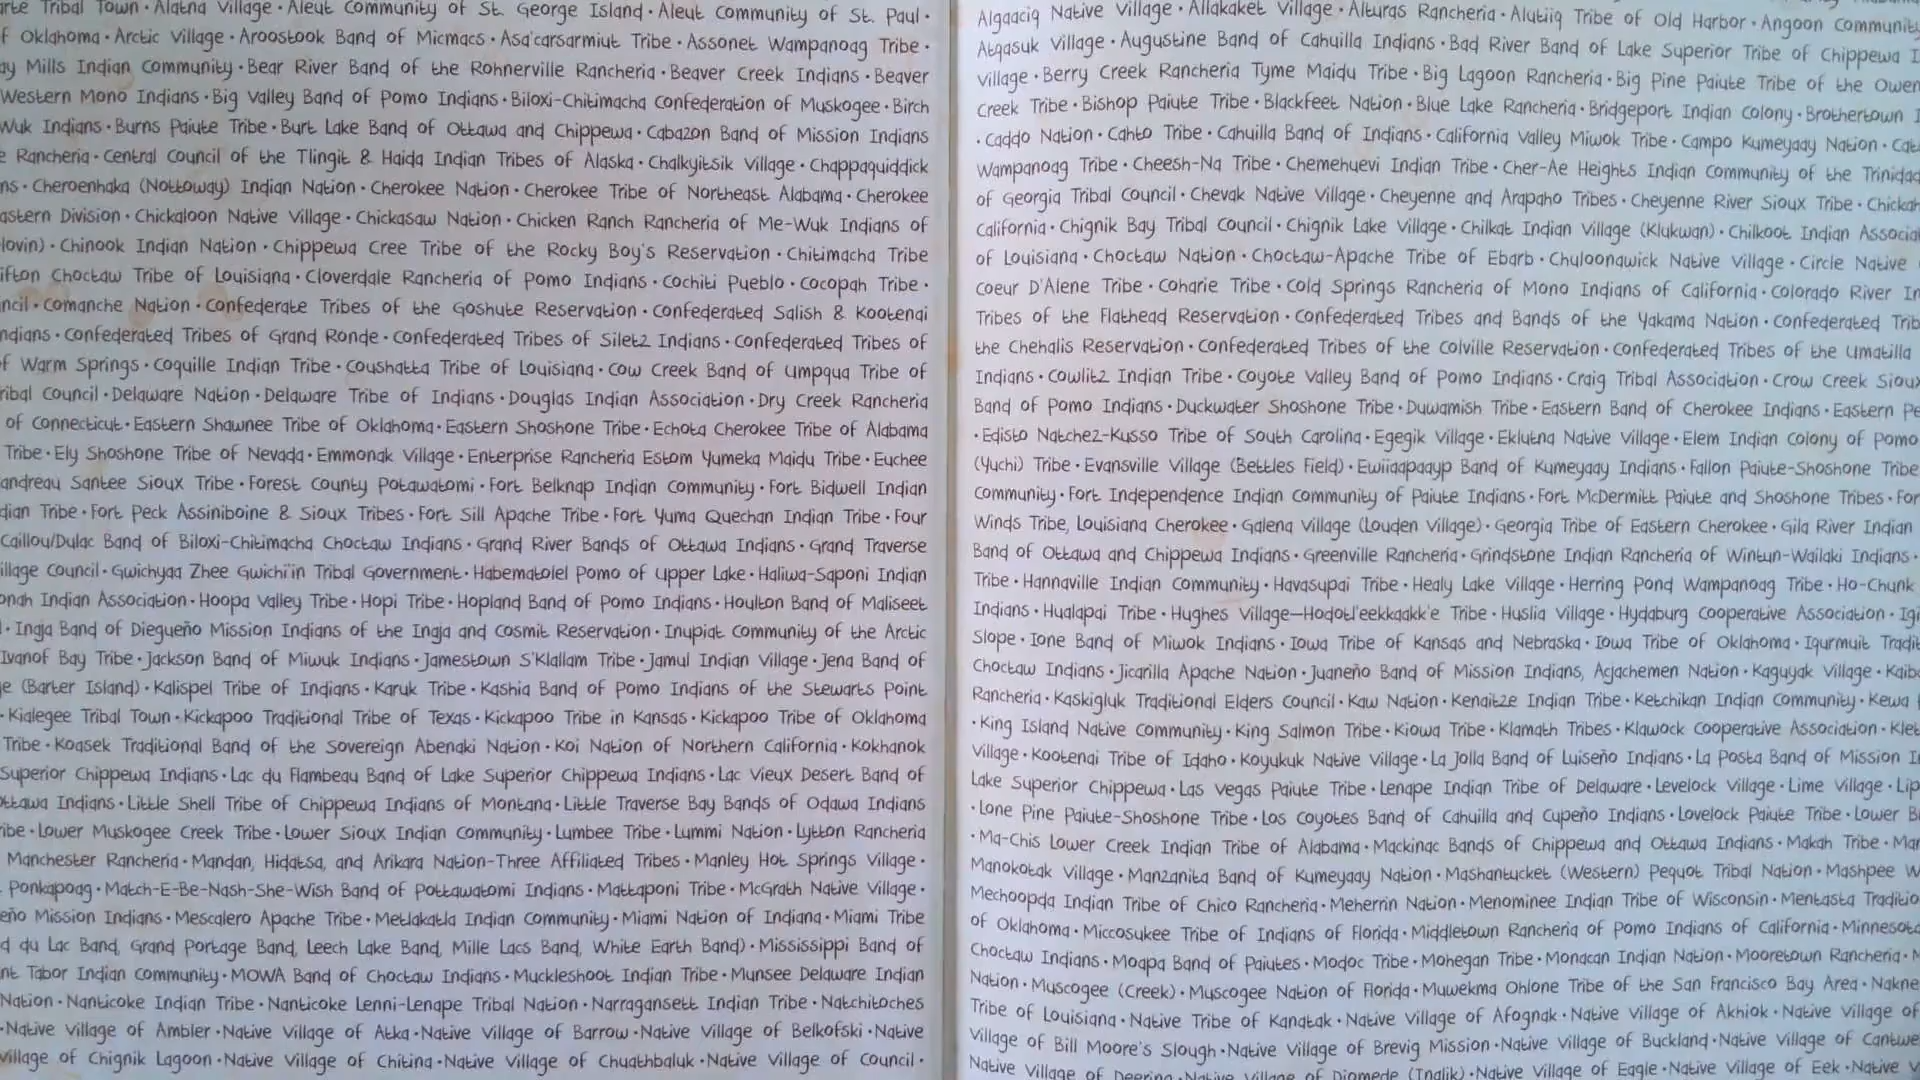 Tribal Town · Alatna Village · Aleut Community of St. George Island · Aleut Community of St. Paul · Algaaciq Native Village · Allakaket Village · Alturas Rancheria · Alutiiq Tribe of Old Harbor · Angoon Community
f Oklahoma · Arctic Village · Aroostook Band of Micmacs · Asa'carsarmiut Tribe · Assonet Wampanoag Tribe · Atqasuk Village · Augustine Band of Cahuilla Indians · Bad River Band of Lake Superior Tribe of Chippewa I
ay Mills Indian Community · Bear River Band of the Rohnerville Rancheria · Beaver Creek Indians · Beaver Village · Berry Creek Rancheria Tyme Maidu Tribe · Big Lagoon Rancheria · Big Pine Paiute Tribe of the Owen
Western Mono Indians · Big Valley Band of Pomo Indians · Biloxi-Chitimacha Confederation of Muskogee · Birch Creek Tribe · Bishop Paiute Tribe · Blackfeet Nation · Blue Lake Rancheria · Bridgeport Indian Colony · Brothertown I
Wuk Indians · Burns Paiute Tribe · Burt Lake Band of Ottawa and Chippewa · Cabazon Band of Mission Indians · Caddo Nation · Cahto Tribe · Cahuilla Band of Indians · California Valley Miwok Tribe · Campo Kumeyaay Nation · Cat
e Rancheria · Central Council of the Tlingit & Haida Indian Tribes of Alaska · Chalkyitsik Village · Chappaquiddick Wampanoag Tribe · Cheesh-Na Tribe · Chemehuevi Indian Tribe · Cher-Ae Heights Indian Community of the Trinidad
ns · Cheroenhaka (Nottoway) Indian Nation · Cherokee Nation · Cherokee Tribe of Northeast Alabama · Cherokee of Georgia Tribal Council · Chevak Native Village · Cheyenne and Arapaho Tribes · Cheyenne River Sioux Tribe · Chickah
astern Division · Chickaloon Native Village · Chickasaw Nation · Chicken Ranch Rancheria of Me-Wuk Indians of California · Chignik Bay Tribal Council · Chignik Lake Village · Chilkat Indian Village (Klukwan) · Chilkoot Indian Associat
lovin) · Chinook Indian Nation · Chippewa Cree Tribe of the Rocky Boy's Reservation · Chitimacha Tribe of Louisiana · Choctaw Nation · Choctaw-Apache Tribe of Ebarb · Chuloonawick Native Village · Circle Native
ifton Choctaw Tribe of Louisiana · Cloverdale Rancheria of Pomo Indians · Cochiti Pueblo · Cocopah Tribe · Coeur D'Alene Tribe · Coharie Tribe · Cold Springs Rancheria of Mono Indians of California · Colorado River In
ncil · Comanche Nation · Confederate Tribes of the Goshute Reservation · Confederated Salish & Kootenai Tribes of the Flathead Reservation · Confederated Tribes and Bands of the Yakama Nation · Confederated Trib
ndians · Confederated Tribes of Grand Ronde · Confederated Tribes of Siletz Indians · Confederated Tribes of the Chehalis Reservation · Confederated Tribes of the Colville Reservation · Confederated Tribes of the Umatilla
f Warm Springs · Coquille Indian Tribe · Coushatta Tribe of Louisiana · Cow Creek Band of Umpqua Tribe of Indians · Cowlitz Indian Tribe · Coyote Valley Band of Pomo Indians · Craig Tribal Association · Crow Creek Sioux
ribal Council · Delaware Nation · Delaware Tribe of Indians · Douglas Indian Association · Dry Creek Rancheria Band of Pomo Indians · Duckwater Shoshone Tribe · Duwamish Tribe · Eastern Band of Cherokee Indians · Eastern Pe
of Connecticut · Eastern Shawnee Tribe of Oklahoma · Eastern Shoshone Tribe · Echota Cherokee Tribe of Alabama · Edisto Natchez-Kusso Tribe of South Carolina · Egegik Village · Eklutna Native Village · Elem Indian Colony of Pomo
Tribe · Ely Shoshone Tribe of Nevada · Emmonak Village · Enterprise Rancheria Estom Yumeka Maidu Tribe · Euchee (Yuchi) Tribe · Evansville Village (Bettles Field) · Ewiiaapaayp Band of Kumeyaay Indians · Fallon Paiute-Shoshone Tribe
andreau Santee Sioux Tribe · Forest County Potawatomi · Fort Belknap Indian Community · Fort Bidwell Indian Community · Fort Independence Indian Community of Paiute Indians · Fort McDermitt Paiute and Shoshone Tribes · For
dian Tribe · Fort Peck Assiniboine & Sioux Tribes · Fort Sill Apache Tribe · Fort Yuma Quechan Indian Tribe · Four Winds Tribe, Louisiana Cherokee · Galena Village (Louden Village) · Georgia Tribe of Eastern Cherokee · Gila River Indian
Caillou/Dulac Band of Biloxi-Chitimacha Choctaw Indians · Grand River Bands of Ottawa Indians · Grand Traverse Band of Ottawa and Chippewa Indians · Greenville Rancheria · Grindstone Indian Rancheria of Wintun-Wailaki Indians ·
illage Council · Gwichyaa Zhee Gwich'in Tribal Government · Habematolel Pomo of Upper Lake · Haliwa-Saponi Indian Tribe · Hannaville Indian Community · Havasupai Tribe · Healy Lake Village · Herring Pond Wampanoag Tribe · Ho-Chunk
onah Indian Association · Hoopa Valley Tribe · Hopi Tribe · Hopland Band of Pomo Indians · Houlton Band of Maliseet Indians · Hualapai Tribe · Hughes Village—Hodotl'eekkaakk'e Tribe · Huslia Village · Hydaburg Cooperative Association · Igi
· Inaja Band of Diegueño Mission Indians of the Inaja and Cosmit Reservation · Inupiat Community of the Arctic Slope · Ione Band of Miwok Indians · Iowa Tribe of Kansas and Nebraska · Iowa Tribe of Oklahoma · Iqurmuit Tradit
Ivanof Bay Tribe · Jackson Band of Miwuk Indians · Jamestown S'Klallam Tribe · Jamul Indian Village · Jena Band of Choctaw Indians · Jicarilla Apache Nation · Juaneño Band of Mission Indians, Acjachemen Nation · Kaguyak Village · Kaiba
e (Barter Island) · Kalispel Tribe of Indians · Karuk Tribe · Kashia Band of Pomo Indians of the Stewarts Point Rancheria · Kaskigluk Traditional Elders Council · Kaw Nation · Kenaitze Indian Tribe · Ketchikan Indian Community · Kewa
· Kialegee Tribal Town · Kickapoo Traditional Tribe of Texas · Kickapoo Tribe in Kansas · Kickapoo Tribe of Oklahoma · King Island Native Community · King Salmon Tribe · Kiowa Tribe · Klamath Tribes · Klawock Cooperative Association · Klet
Tribe · Koasek Traditional Band of the Sovereign Abenaki Nation · Koi Nation of Northern California · Kokhanok Village · Kootenai Tribe of Idaho · Koyukuk Native Village · La Jolla Band of Luiseño Indians · La Posta Band of Mission I
Superior Chippewa Indians · Lac du Flambeau Band of Lake Superior Chippewa Indians · Lac Vieux Desert Band of Lake Superior Chippewa · Las Vegas Paiute Tribe · Lenape Indian Tribe of Delaware · Levelock Village · Lime Village · Lip
Ottawa Indians · Little Shell Tribe of Chippewa Indians of Montana · Little Traverse Bay Bands of Odawa Indians · Lone Pine Paiute-Shoshone Tribe · Los Coyotes Band of Cahuilla and Cupeño Indians · Lovelock Paiute Tribe · Lower B
ibe · Lower Muskogee Creek Tribe · Lower Sioux Indian Community · Lumbee Tribe · Lummi Nation · Lytton Rancheria · Ma-Chis Lower Creek Indian Tribe of Alabama · Mackinac Bands of Chippewa and Ottawa Indians · Makah Tribe · Man
Manchester Rancheria · Mandan, Hidatsa, and Arikara Nation-Three Affiliated Tribes · Manley Hot Springs Village · Manokotak Village · Manzanita Band of Kumeyaay Nation · Mashantucket (Western) Pequot Tribal Nation · Mashpee W
Ponkapoag · Match-E-Be-Nash-She-Wish Band of Pottawatomi Indians · Mattaponi Tribe · McGrath Native Village · Mechoopda Indian Tribe of Chico Rancheria · Meherrin Nation · Menominee Indian Tribe of Wisconsin · Mentasta Traditio
eño Mission Indians · Mescalero Apache Tribe · Metlakatla Indian Community · Miami Nation of Indiana · Miami Tribe of Oklahoma · Miccosukee Tribe of Indians of Florida · Middletown Rancheria of Pomo Indians of California · Minnesota
d du Lac Band, Grand Portage Band, Leech Lake Band, Mille Lacs Band, White Earth Band) · Mississippi Band of Choctaw Indians · Moapa Band of Paiutes · Modoc Tribe · Mohegan Tribe · Monacan Indian Nation · Mooretown Rancheria · M
nt Tabor Indian Community · MOWA Band of Choctaw Indians · Muckleshoot Indian Tribe · Munsee Delaware Indian Nation · Muscogee (Creek) · Muscogee Nation of Florida · Muwekma Ohlone Tribe of the San Francisco Bay Area · Nakne
Nation · Nanticoke Indian Tribe · Nanticoke Lenni-Lenape Tribal Nation · Narragansett Indian Tribe · Natchitoches Tribe of Louisiana · Native Tribe of Kanatak · Native Village of Afognak · Native Village of Akhiok · Native Village of
· Native Village of Ambler · Native Village of Atka · Native Village of Barrow · Native Village of Belkofski · Native Village of Bill Moore's Slough · Native Village of Brevig Mission · Native Village of Buckland · Native Village of Cantwe
Village of Chignik Lagoon · Native Village of Chitina · Native Village of Chuathbaluk · Native Village of Council · Native Village of Deering · Native Village of Diomede (Inalik) · Native Village of Eagle · Native Village of Eek · Native V